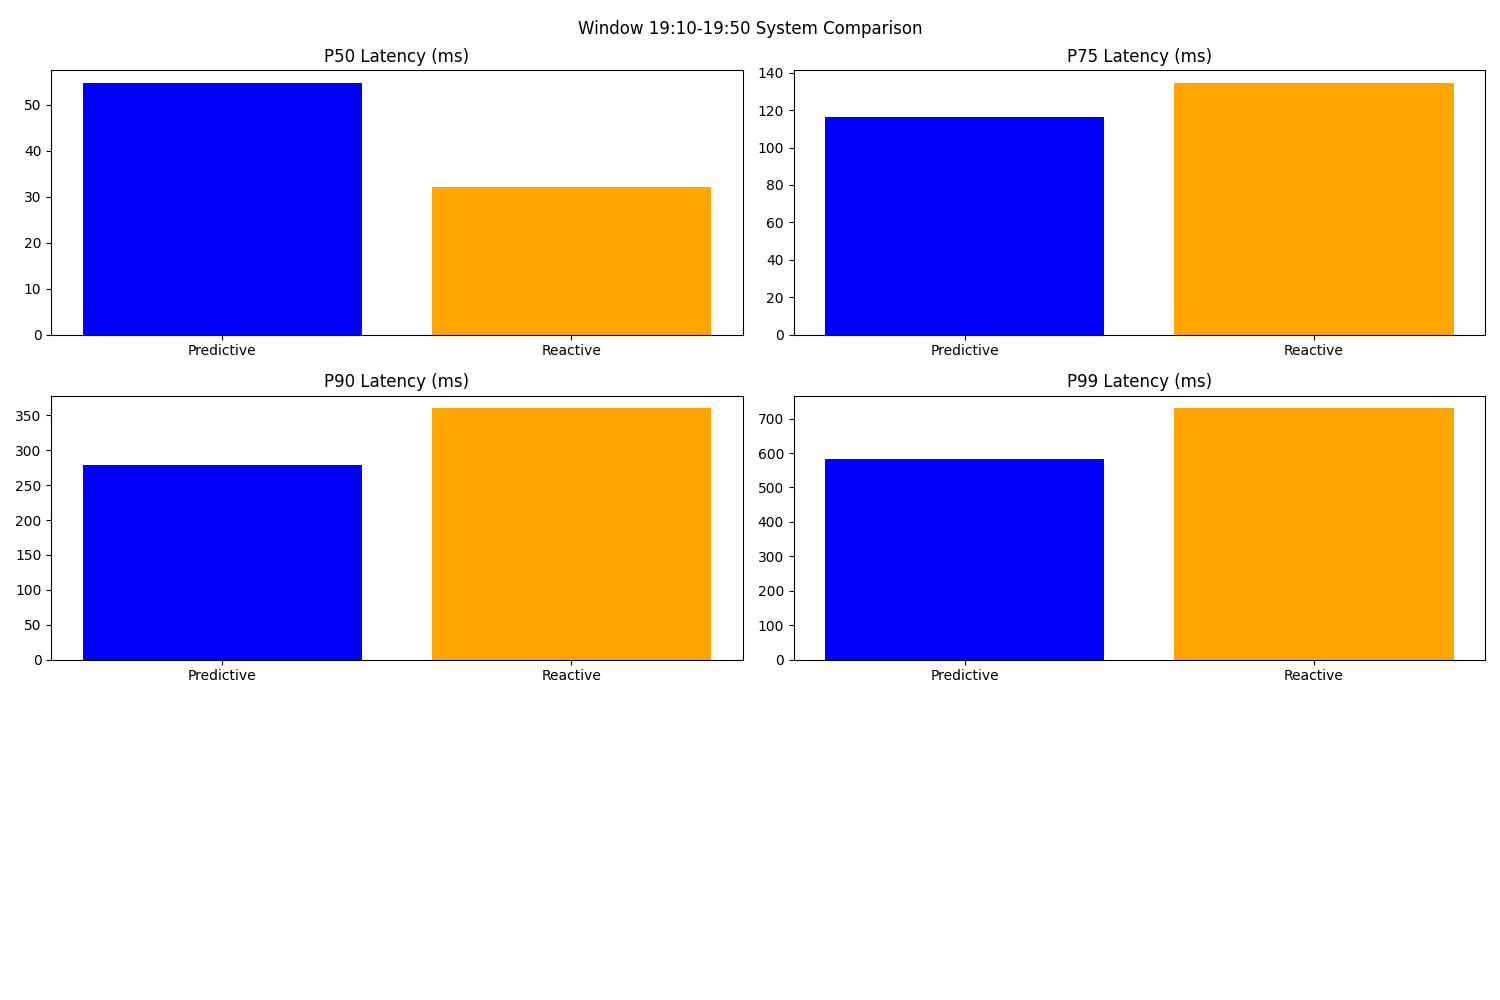 Window 19:10-19:50 System Comparison
P50 Latency (ms)
50
40
30
20
10
0
Predictive
Reactive
P75 Latency (ms)
140
120
100
80
60
40
20
0
Predictive
Reactive
P90 Latency (ms)
350
300
250
200
150
100
50
0
Predictive
Reactive
P99 Latency (ms)
700
600
500
400
300
200
100
0
Predictive
Reactive